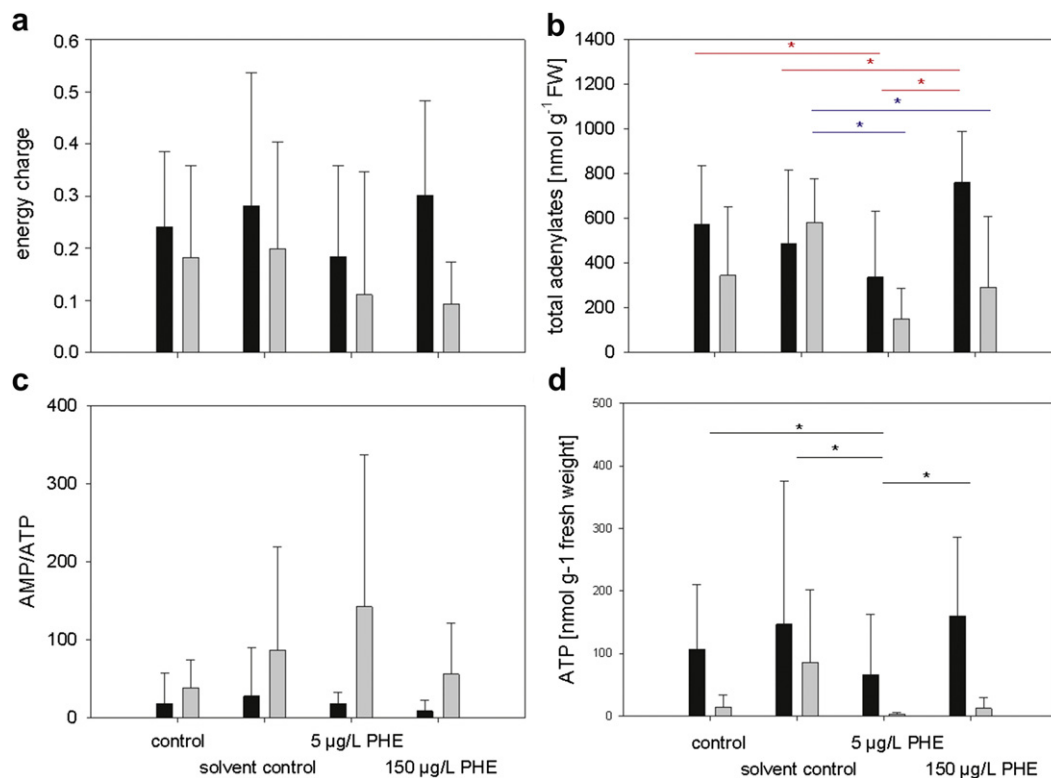 a
0.6
0.5
0.4
0.3
0.2
0.1
0.0
energy charge
b
1400
1200
1000
800
600
400
200
0
total adenylates [nmol g-1 FW]
*
*
*
*
*
c
400
300
200
100
0
AMP/ATP
control
5 µg/L PHE
solvent control
150 µg/L PHE
d
500
400
300
200
100
0
ATP [nmol g-1 fresh weight]
*
*
*
control
5 µg/L PHE
solvent control
150 µg/L PHE